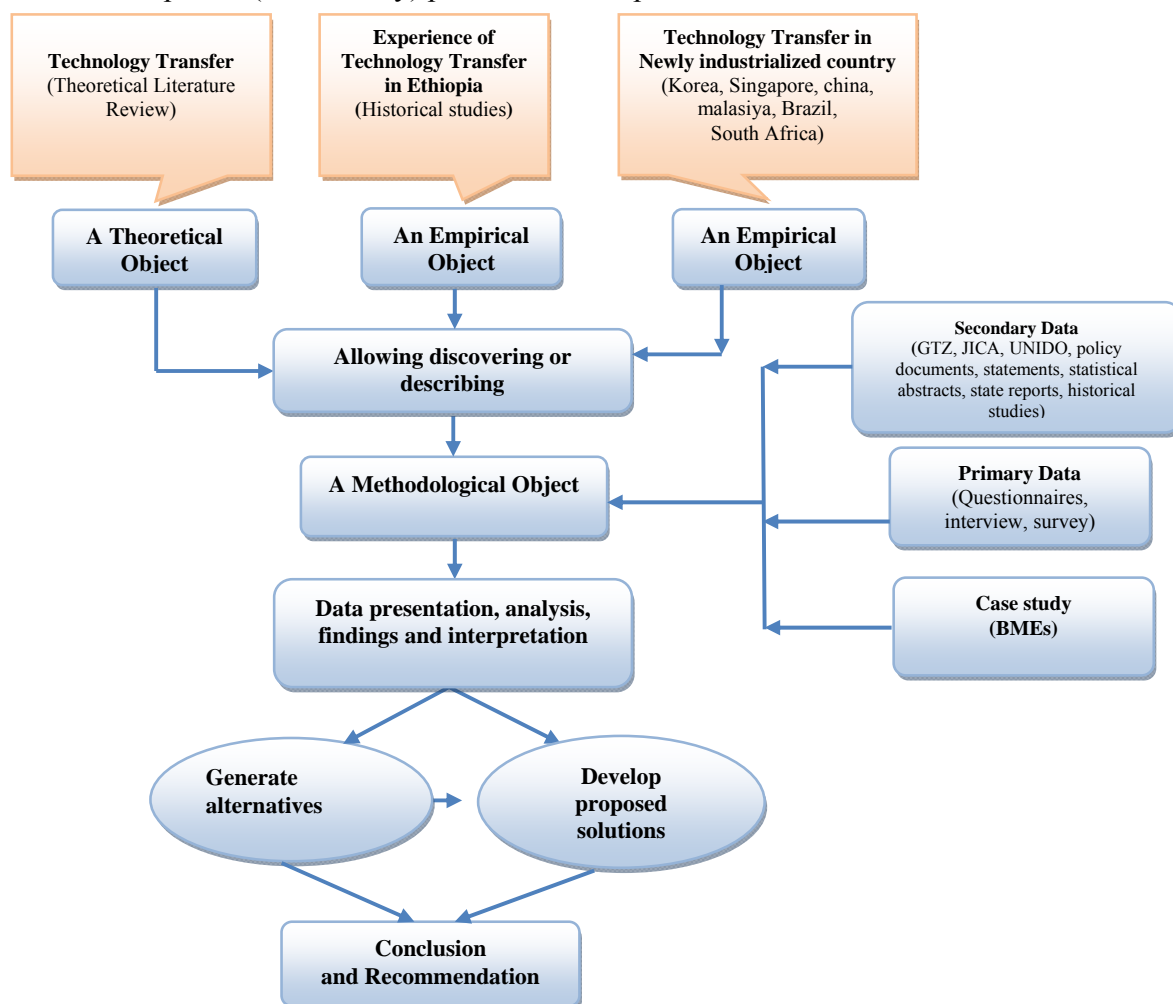 Technology Transfer
(Theoretical Literature
Review)
Experience of
Technology Transfer
in Ethiopia
(Historical studies)
Technology Transfer in
Newly industrialized country
(Korea, Singapore, china,
malasiya, Brazil,
South Africa)
A Theoretical
Object
An Empirical
Object
An Empirical
Object
Allowing discovering or
describing
Secondary Data
(GTZ, JICA, UNIDO, policy
documents, statements, statistical
abstracts, state reports, historical
studies)
A Methodological Object
Primary Data
(Questionnaires,
interview, survey)
Data presentation, analysis,
findings and interpretation
Case study
(BMEs)
Generate
alternatives
Develop
proposed
solutions
Conclusion
and Recommendation